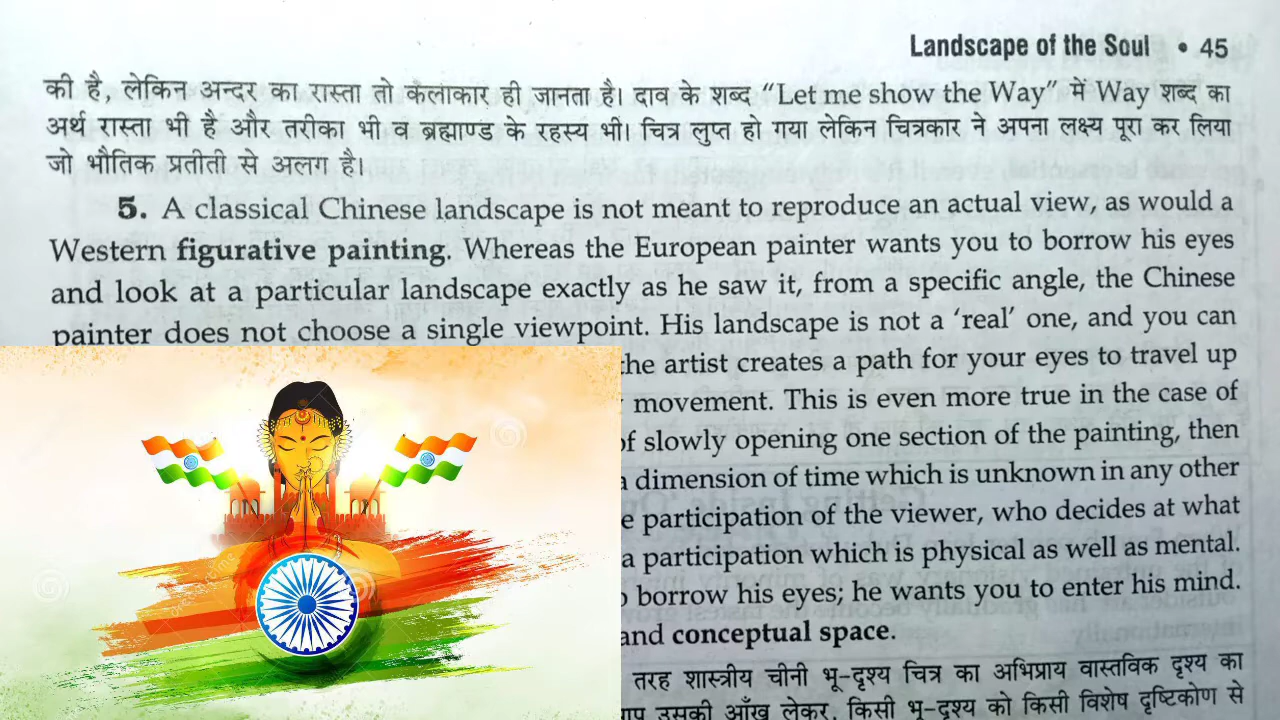 Landscape of the Soul • 45
की है, लेकिन अन्दर का रास्ता तो कलाकार ही जानता है। दाव के शब्द “Let me show the Way” में Way शब्द का
अर्थ रास्ता भी है और तरीका भी व ब्रह्माण्ड के रहस्य भी। चित्र लुप्त हो गया लेकिन चित्रकार ने अपना लक्ष्य पूरा कर लिया
जो भौतिक प्रतीती से अलग है।
5. A classical Chinese landscape is not meant to reproduce an actual view, as would a
Western figurative painting. Whereas the European painter wants you to borrow his eyes
and look at a particular landscape exactly as he saw it, from a specific angle, the Chinese
painter does not choose a single viewpoint. His landscape is not a ‘real’ one, and you can
the artist creates a path for your eyes to travel up
movement. This is even more true in the case of
of slowly opening one section of the painting, then
a dimension of time which is unknown in any other
participation of the viewer, who decides at what
a participation which is physical as well as mental.
borrow his eyes; he wants you to enter his mind.
and conceptual space.
तरह शास्त्रीय चीनी भू-दृश्य चित्र का अभिप्राय वास्तविक दृश्य का
उसकी आँख लेकर, किसी भू-दृश्य को किसी विशेष दृष्टिकोण से